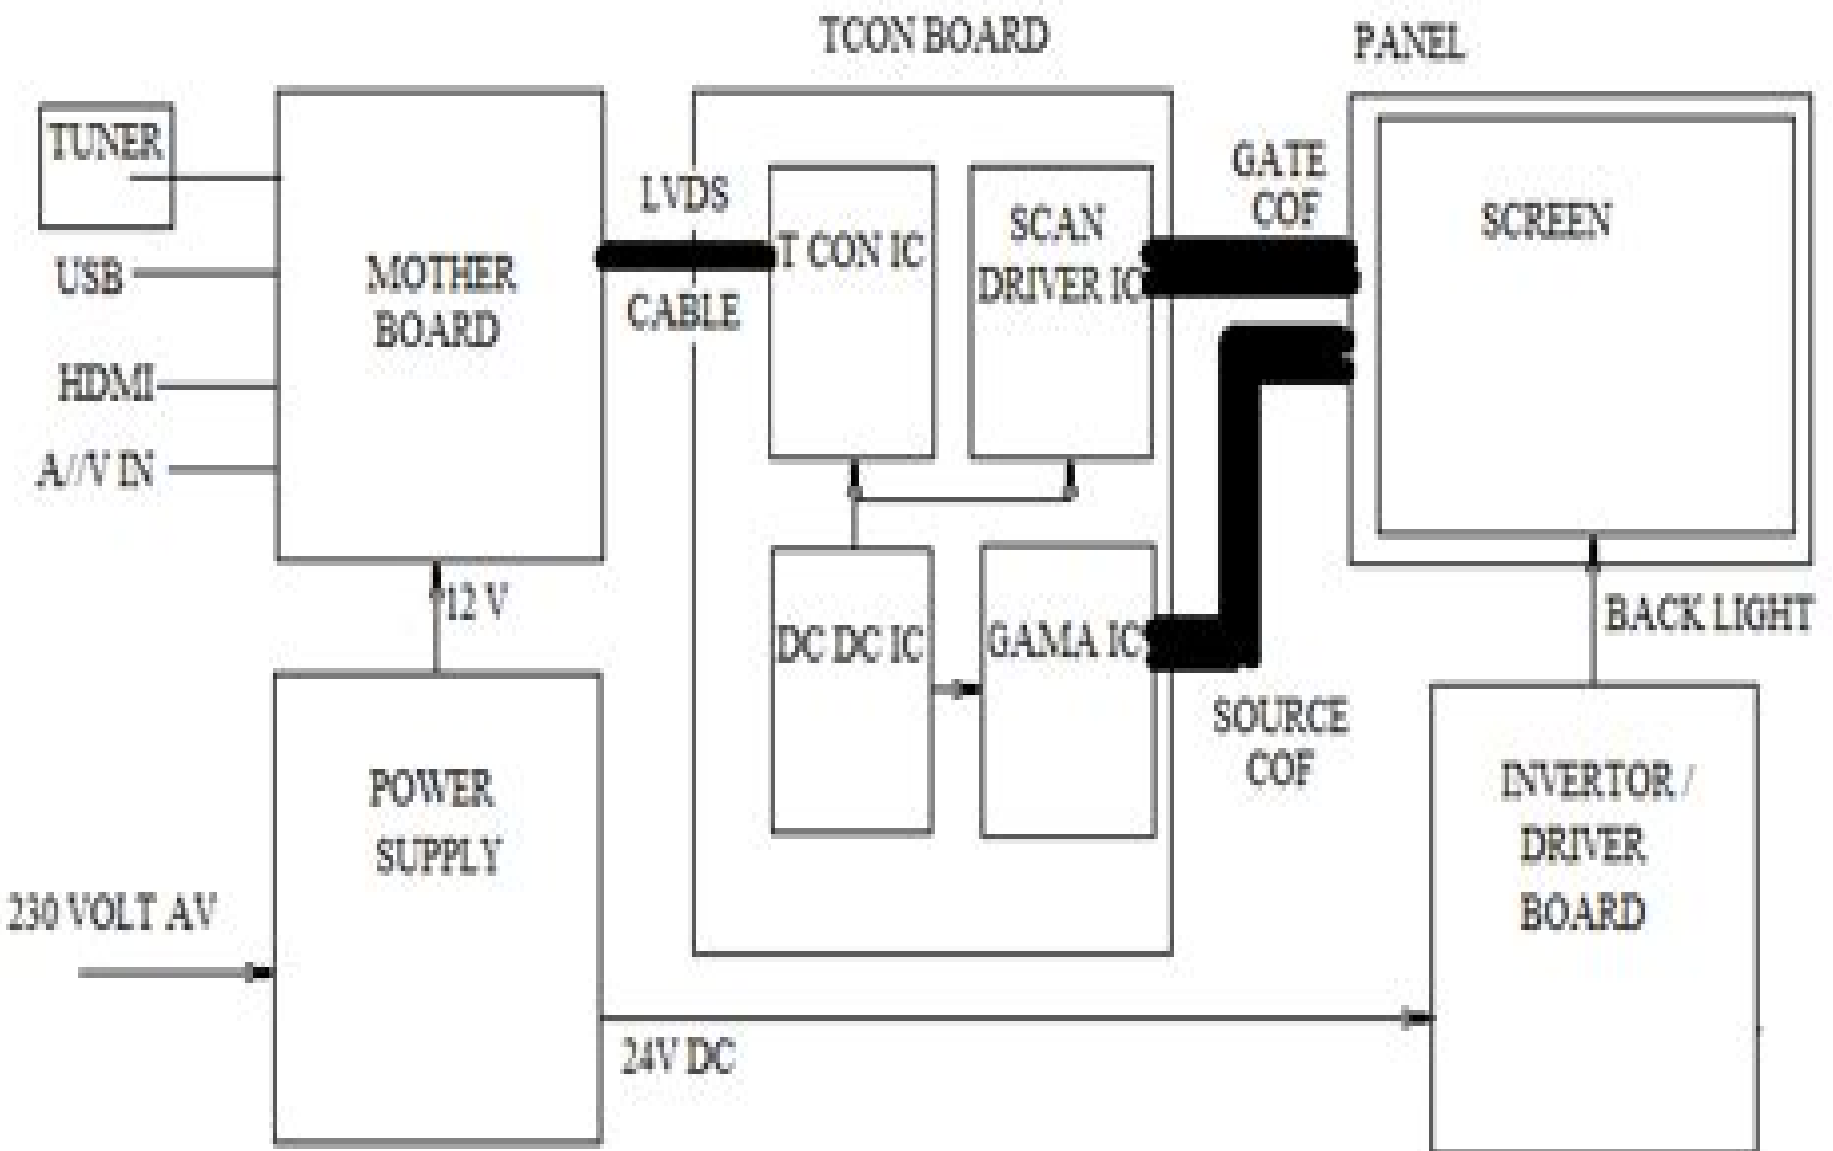 TCON BOARD
PANEL
TUNER
USB
HDMI
A//V IN
MOTHER
BOARD
LVDS
CABLE
T CON IC
SCAN
DRIVER IC
GATE
COF
SCREEN
12 V
DC DC IC
GAMA IC
SOURCE
COF
BACK LIGHT
POWER
SUPPLY
230 VOLT AV
24V DC
INVERTOR /
DRIVER
BOARD